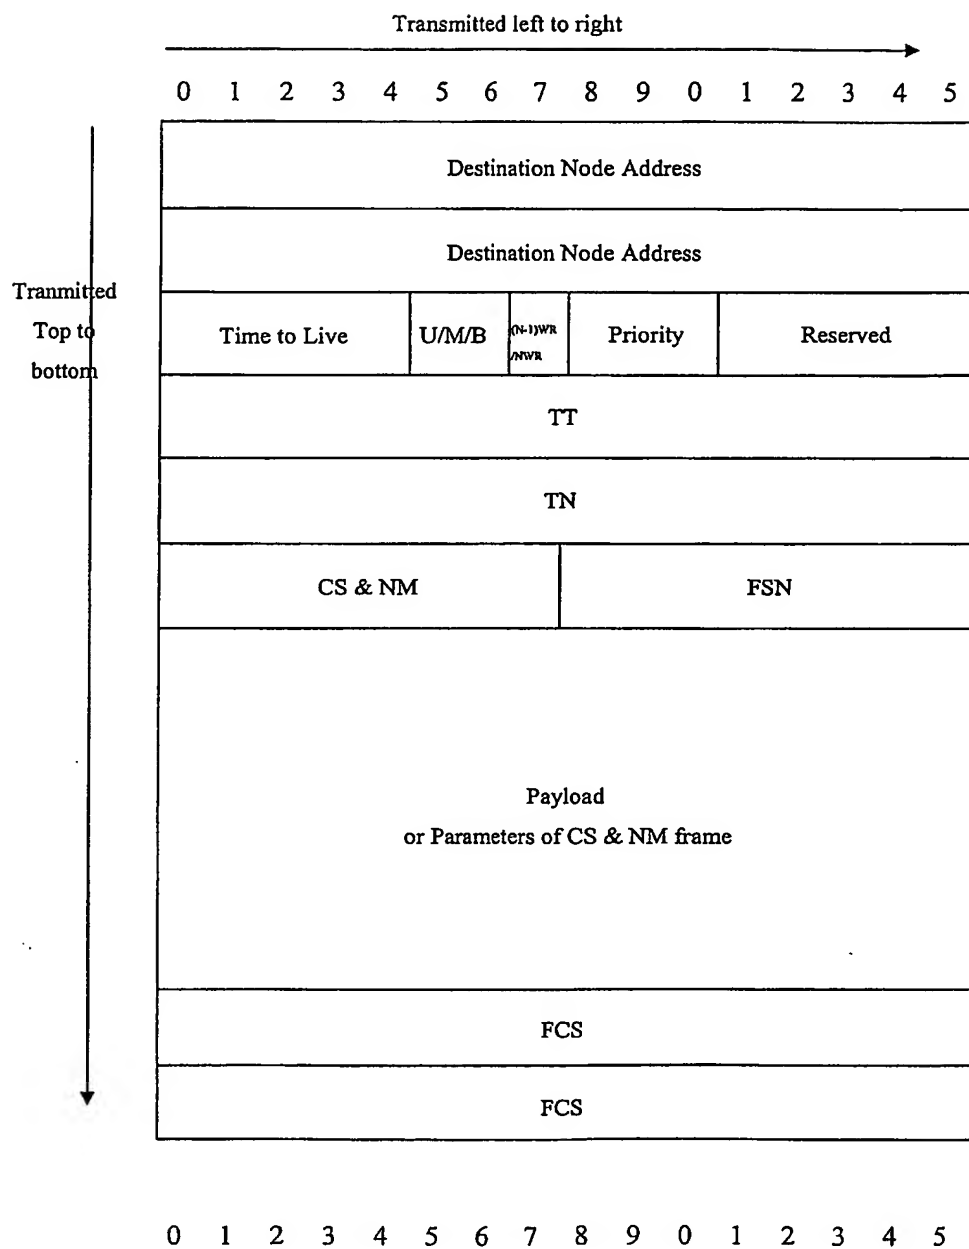 Transmitted left to right
0 1 2 3 4 5 6 7 8 9 0 1 2 3 4 5
Destination Node Address
Destination Node Address
Tranmitted
Top to
bottom
Time to Live U/M/B (N-1)WR Priority Reserved
/NWR
TT
TN
CS & NM FSN
Payload
or Parameters of CS & NM frame
FCS
FCS
0 1 2 3 4 5 6 7 8 9 0 1 2 3 4 5